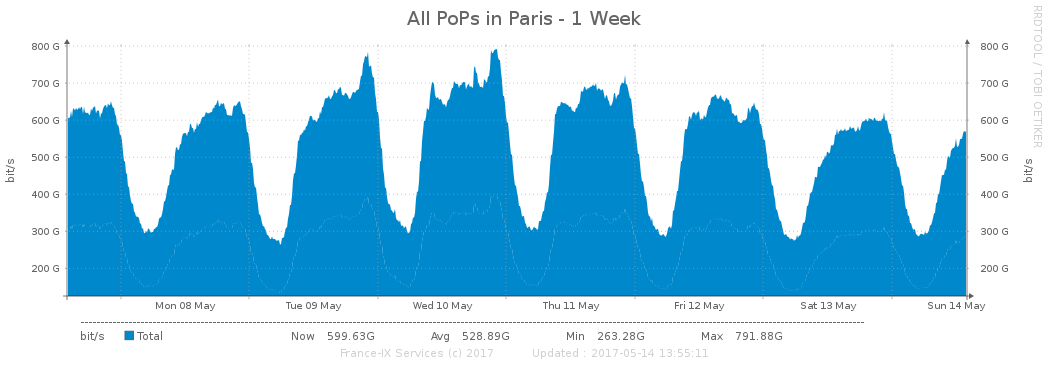 All PoPs in Paris - 1 Week
RRDTOOL / TOBI OETIKER
800 G 800 G
700 G 700 G
600 G 600 G
500 G 500 G
bit/s bit/s
400 G 400 G
300 G 300 G
200 G 200 G
Mon 08 May Tue 09 May Wed 10 May Thu 11 May Fri 12 May Sat 13 May Sun 14 May
bit/s Total Now 599.63G Avg 528.89G Min 263.28G Max 791.88G
France-IX Services (c) 2017 Updated : 2017-05-14 13:55:11